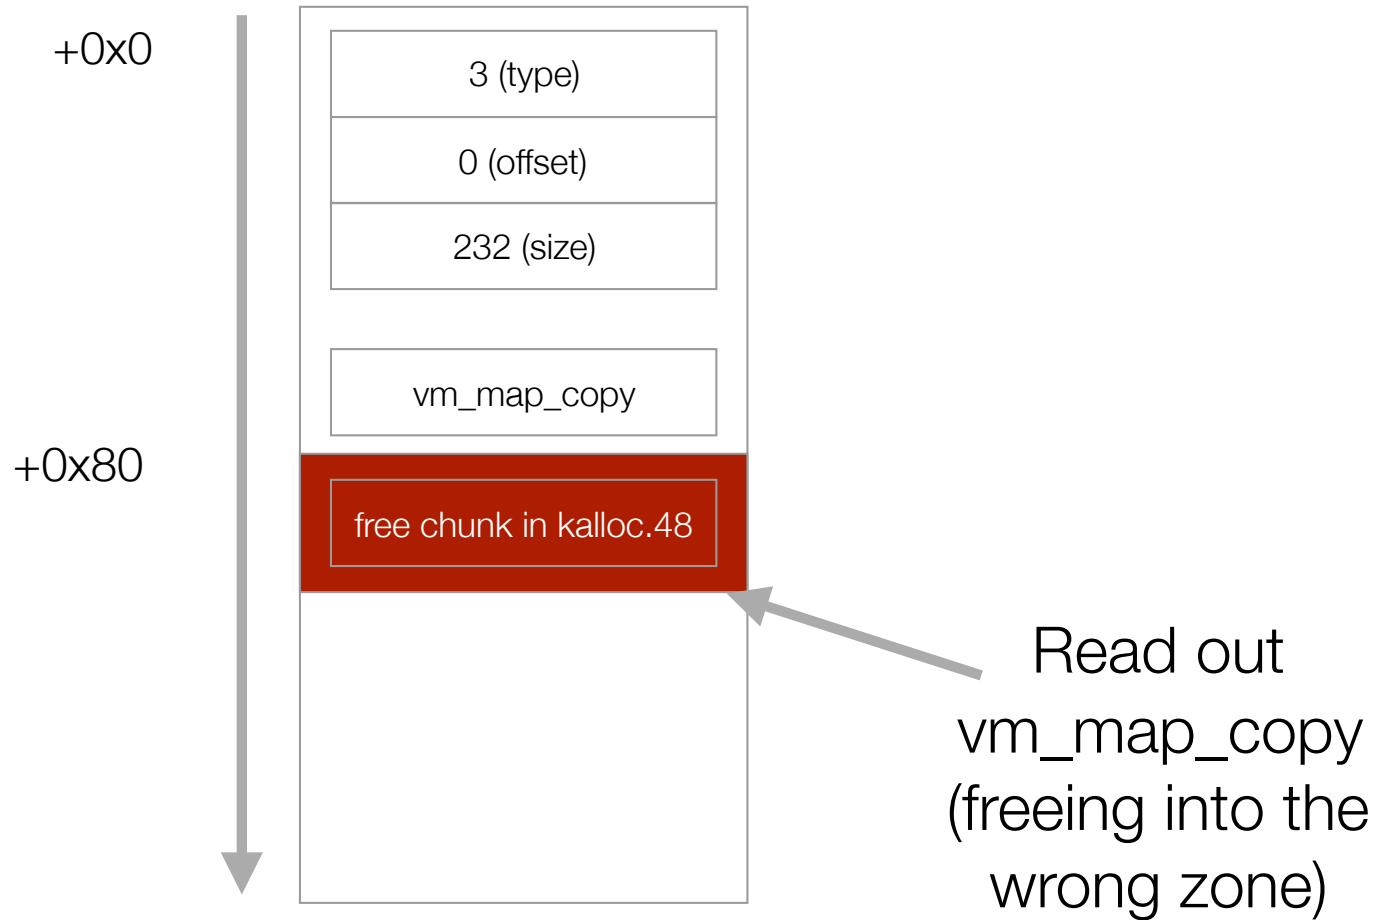 +0x0
3 (type)
0 (offset)
232 (size)
vm_map_copy
+0x80
free chunk in kalloc.48
Read out
vm_map_copy
(freeing into the
wrong zone)